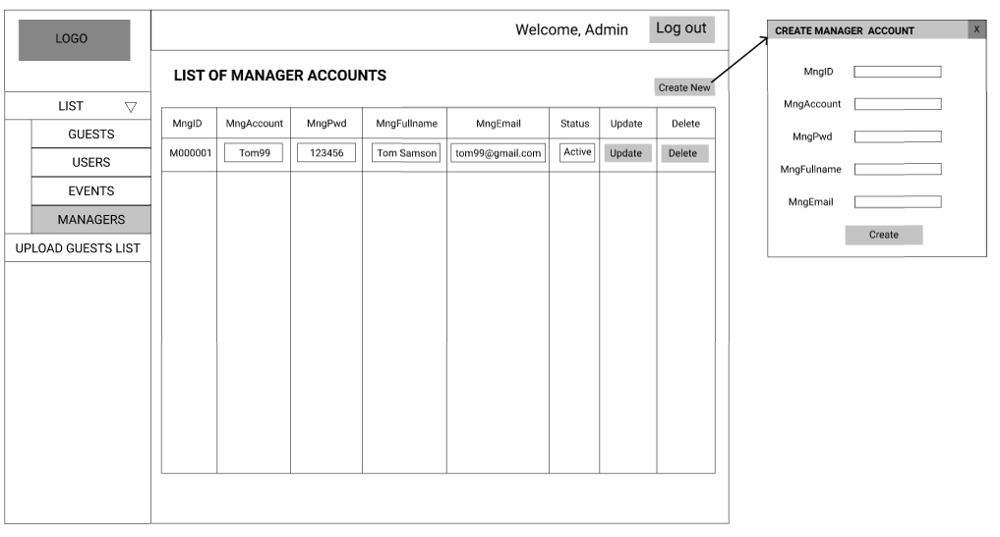 LOGO
Welcome, Admin
Log out
LIST OF MANAGER ACCOUNTS
Create New
LIST
GUESTS
USERS
EVENTS
MANAGERS
UPLOAD GUESTS LIST
MngID MngAccount MngPwd MngFullname MngEmail Status Update Delete
M000001 Tom99 123456 Tom Samson tom99@gmail.com Active Update Delete
CREATE MANAGER ACCOUNT X
MngID
MngAccount
MngPwd
MngFullname
MngEmail
Create